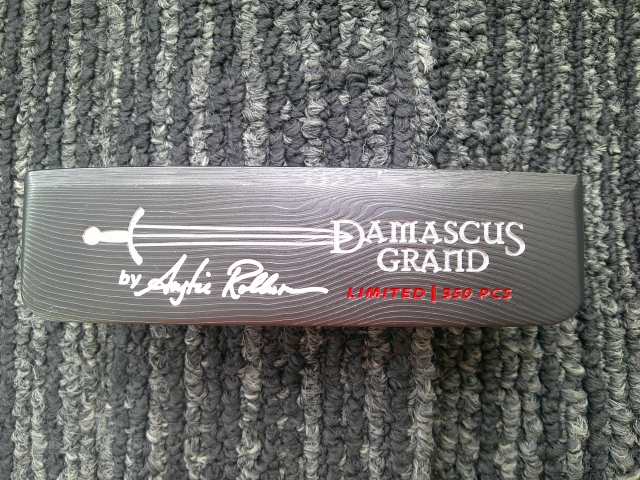 DAMASCUS
GRAND
by
LIMITED | 350 PCS